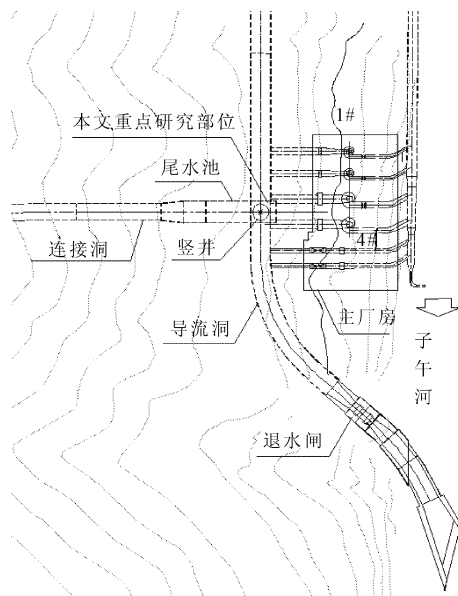 1#
本文重点研究部位
尾水池
连接洞
竖井
4#
导流洞
主厂房
子午河
退水闸